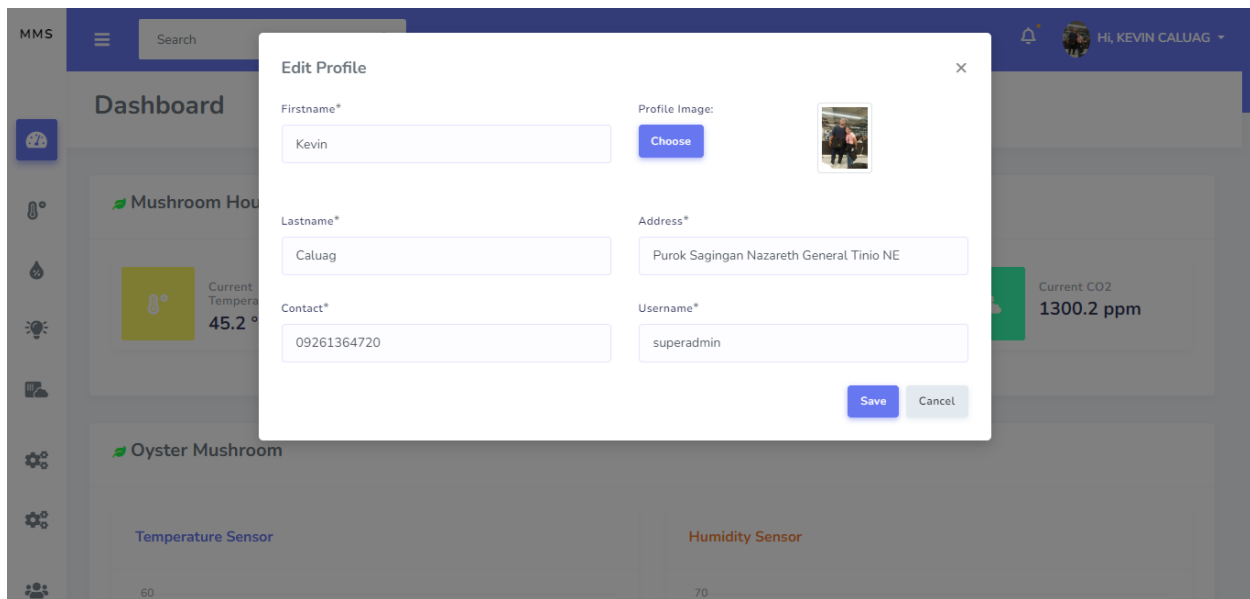 MMS
Search
Hi, KEVIN CALUAG
Dashboard
Edit Profile
×
Firstname*
Kevin
Profile Image:
Choose
Mushroom Hou
Lastname*
Caluag
Address*
Purok Sagingan Nazareth General Tinio NE
Current
Tempera
45.2 °
Current CO2
1300.2 ppm
Contact*
09261364720
Username*
superadmin
Save
Cancel
Oyster Mushroom
Temperature Sensor
Humidity Sensor
60
70